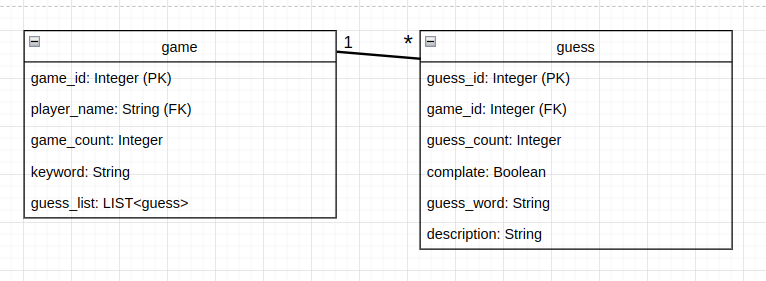 game
game_id: Integer (PK)
player_name: String (FK)
game_count: Integer
keyword: String
guess_list: LIST<guess>
1
*
guess
guess_id: Integer (PK)
game_id: Integer (FK)
guess_count: Integer
complate: Boolean
guess_word: String
description: String